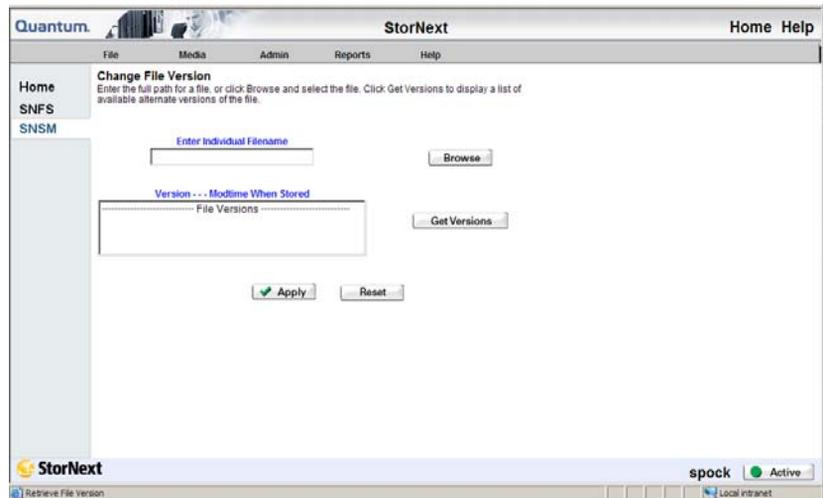 Quantum. StorNext Home Help
File Media Admin Reports Help
Home
SNFS
SNSM
Change File Version
Enter the full path for a file, or click Browse and select the file. Click Get Versions to display a list of
available alternate versions of the file.
Enter Individual Filename
Browse
Version - - - Modtime When Stored
---------------------------- File Versions ----------------------------
Get Versions
Apply Reset
StorNext
spock Active
Retrieve File Version Local intranet